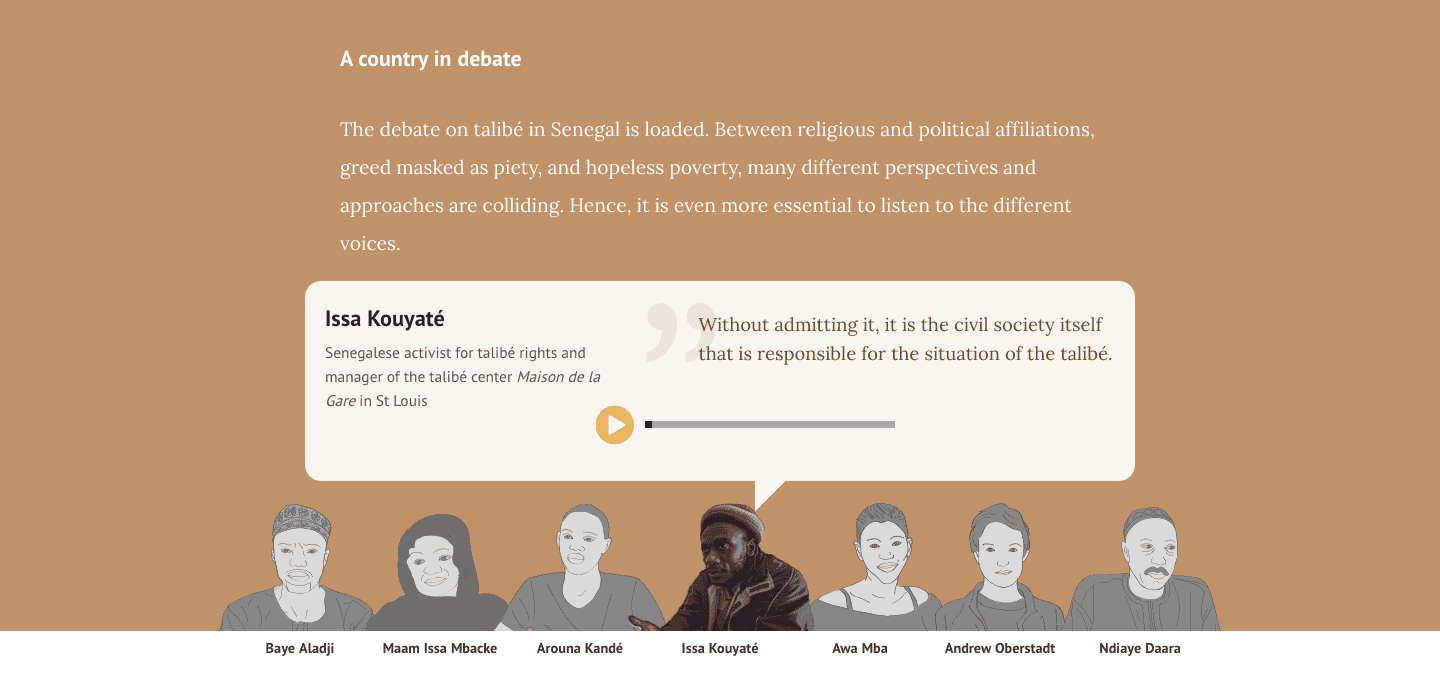 A country in debate
The debate on talibé in Senegal is loaded. Between religious and political affiliations,
greed masked as piety, and hopeless poverty, many different perspectives and
approaches are colliding. Hence, it is even more essential to listen to the different
voices.
Issa Kouyaté
Senegalese activist for talibé rights and
manager of the talibé center Maison de la
Gare in St Louis
”
Without admitting it, it is the civil society itself
that is responsible for the situation of the talibé.
Baye Aladji
Maam Issa Mbacke
Arouna Kandé
Issa Kouyaté
Awa Mba
Andrew Oberstadt
Ndiaye Daara